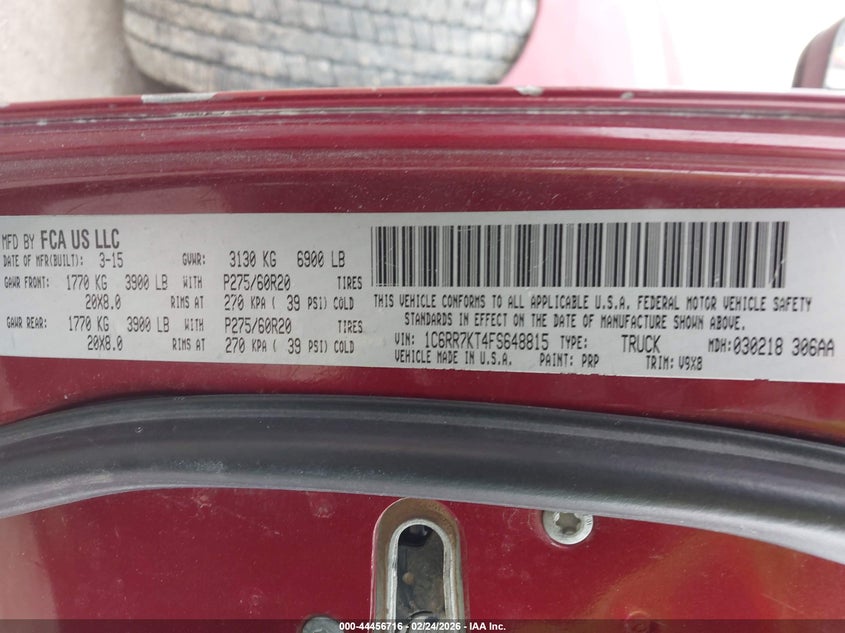 MFD BY FCA US LLC
DATE OF MFR(BUILT): 3-15 GVWR: 3130 KG 6900 LB
GAWR FRONT: 1770 KG 3900 LB WITH P275/60R20 TIRES
20X8.0 RIMS AT 270 KPA ( 39 PSI) COLD
GAWR REAR: 1770 KG 3900 LB WITH P275/60R20 TIRES
20X8.0 RIMS AT 270 KPA ( 39 PSI) COLD
THIS VEHICLE CONFORMS TO ALL APPLICABLE U.S.A. FEDERAL MOTOR VEHICLE SAFETY
STANDARDS IN EFFECT ON THE DATE OF MANUFACTURE SHOWN ABOVE.
VIN: 1C6RR7KT4FS648815 TYPE: TRUCK MDH:030218 306AA
VEHICLE MADE IN U.S.A. PAINT: PRP TRIM: V9X8
000-44456716 - 02/24/2026 - IAA Inc.